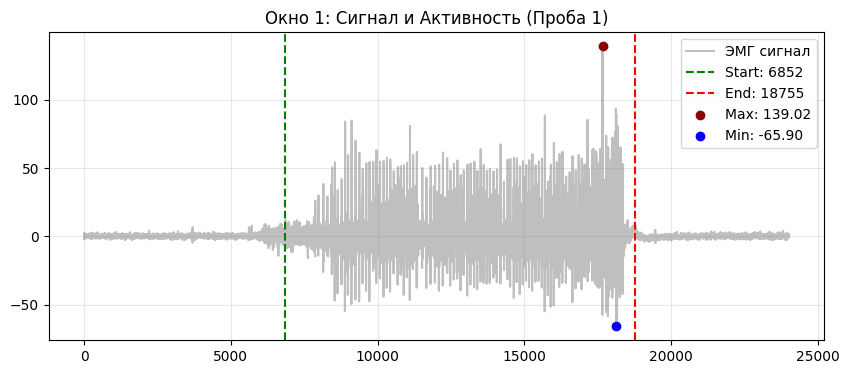 Окно 1: Сигнал и Активность (Проба 1)
ЭМГ сигнал
Start: 6852
End: 18755
Max: 139.02
Min: -65.90
100
50
0
−50
0
5000
10000
15000
20000
25000